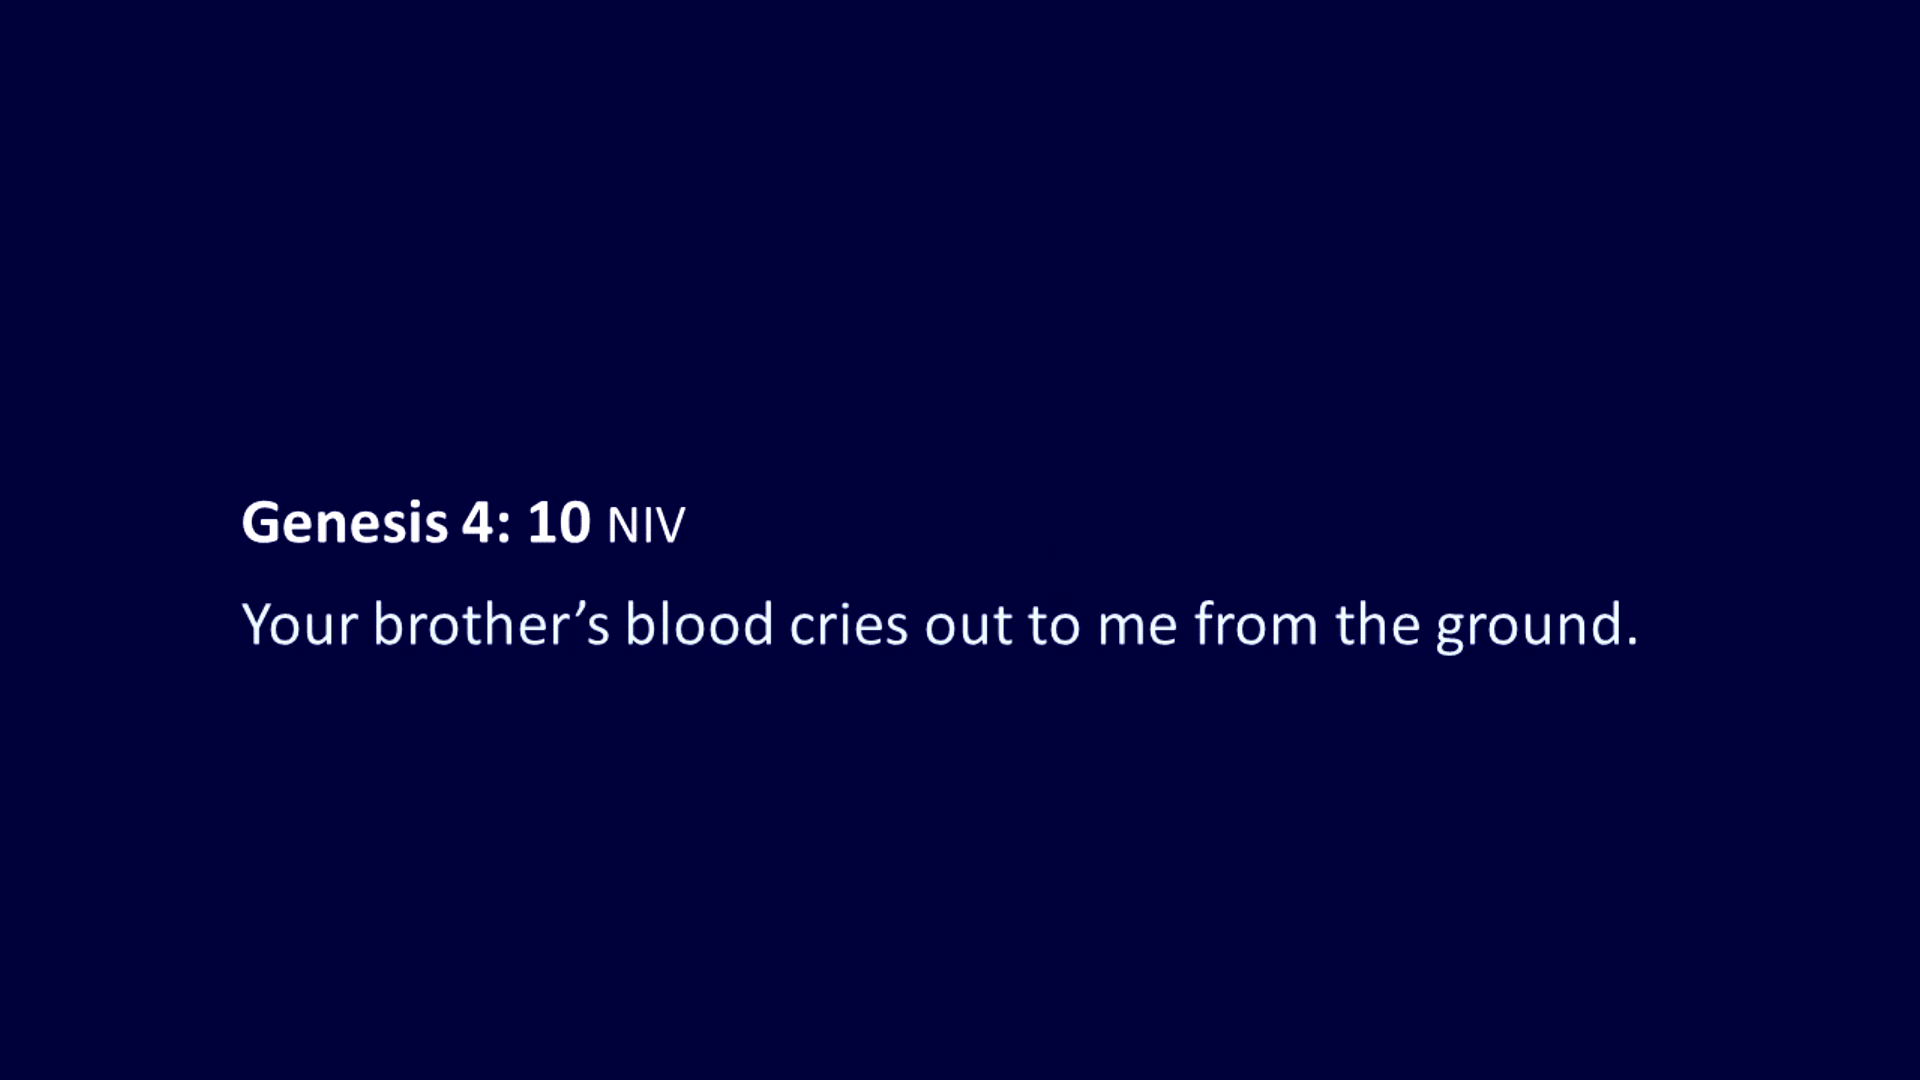 Genesis 4: 10 NIV
Your brother’s blood cries out to me from the ground.